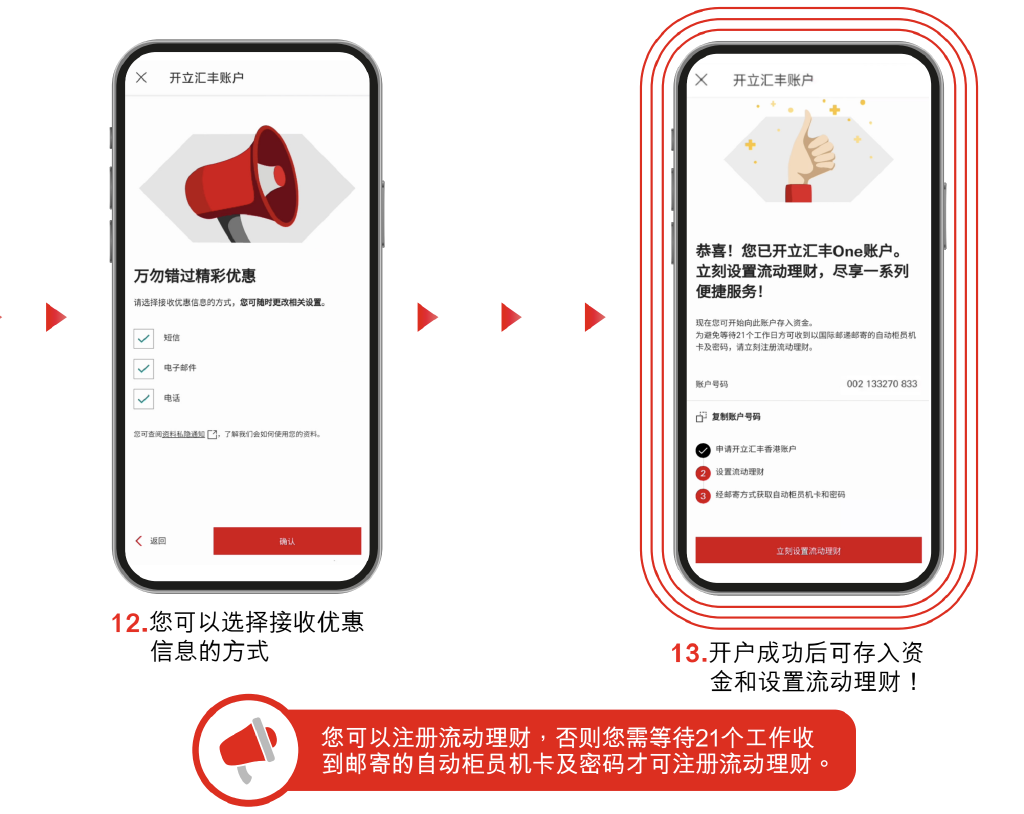 开立汇丰账户
万勿错过精彩优惠
请选择接收优惠信息的方式，您可随时更改相关设置。
短信
电子邮件
电话
您可查阅资料私隐通知，了解我们会如何使用您的资料。
返回
确认
12.您可以选择接收优惠
信息的方式
开立汇丰账户
恭喜！您已开立汇丰One账户。
立刻设置流动理财，尽享一系列
便捷服务！
现在您可开始向此账户存入资金。
为避免等待21个工作日方可收到以国际邮递邮寄的自动柜员机
卡及密码，请立刻注册流动理财。
账户号码 002 133270 833
复制账户号码
申请开立汇丰香港账户
2 设置流动理财
3 经邮寄方式获取自动柜员机卡和密码
立刻设置流动理财
13.开户成功后可存入资
金和设置流动理财！
您可以注册流动理财，否则您需等待21个工作收
到邮寄的自动柜员机卡及密码才可注册流动理财。